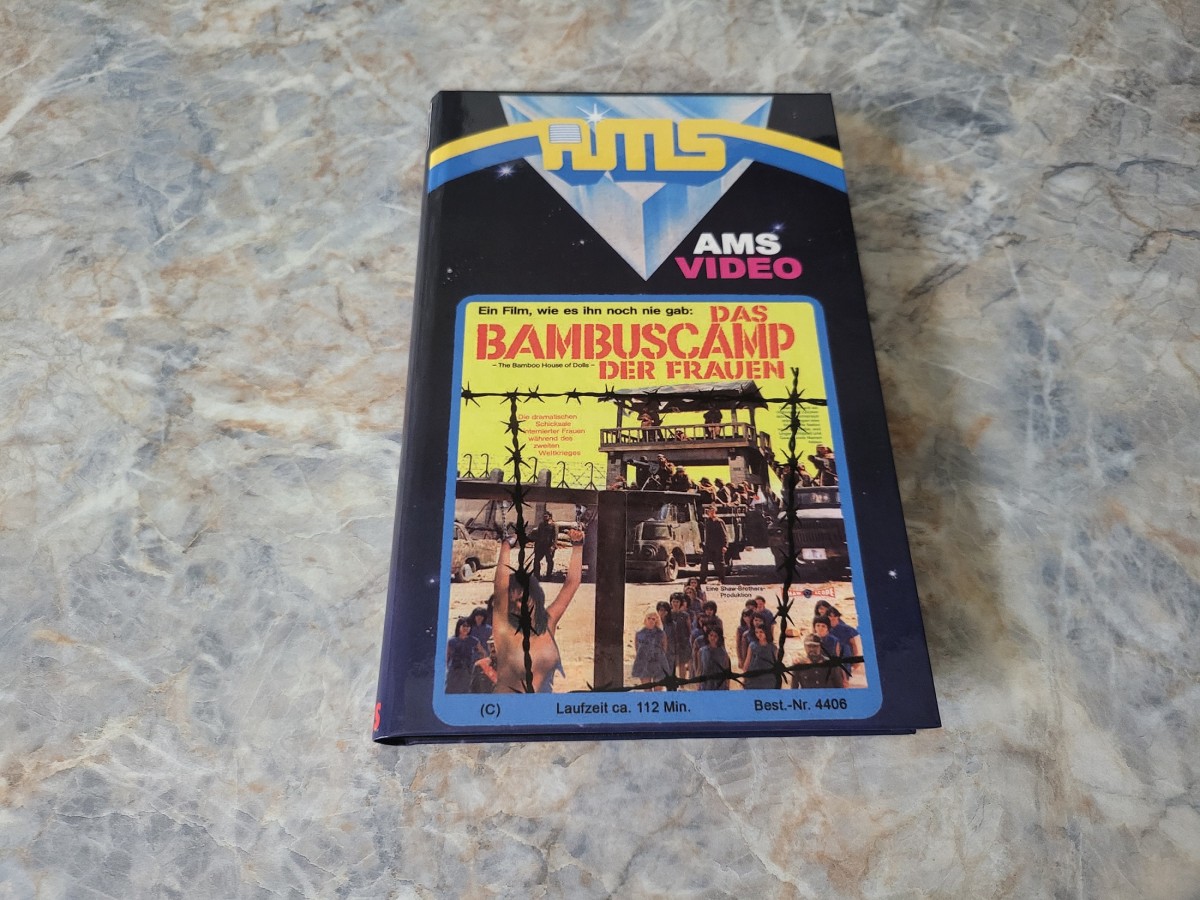 AMS
AMS
VIDEO
Ein Film, wie es ihn noch nie gab:
DAS
BAMBUSCAMP
- The Bamboo House of Dolls -
DER FRAUEN
Die dramatischen
Schicksale
internierter Frauen
während des
zweiten
Weltkrieges
Eine Shaw-Brothers-
Produktion
(C)
Laufzeit ca. 112 Min.
Best.-Nr. 4406
S